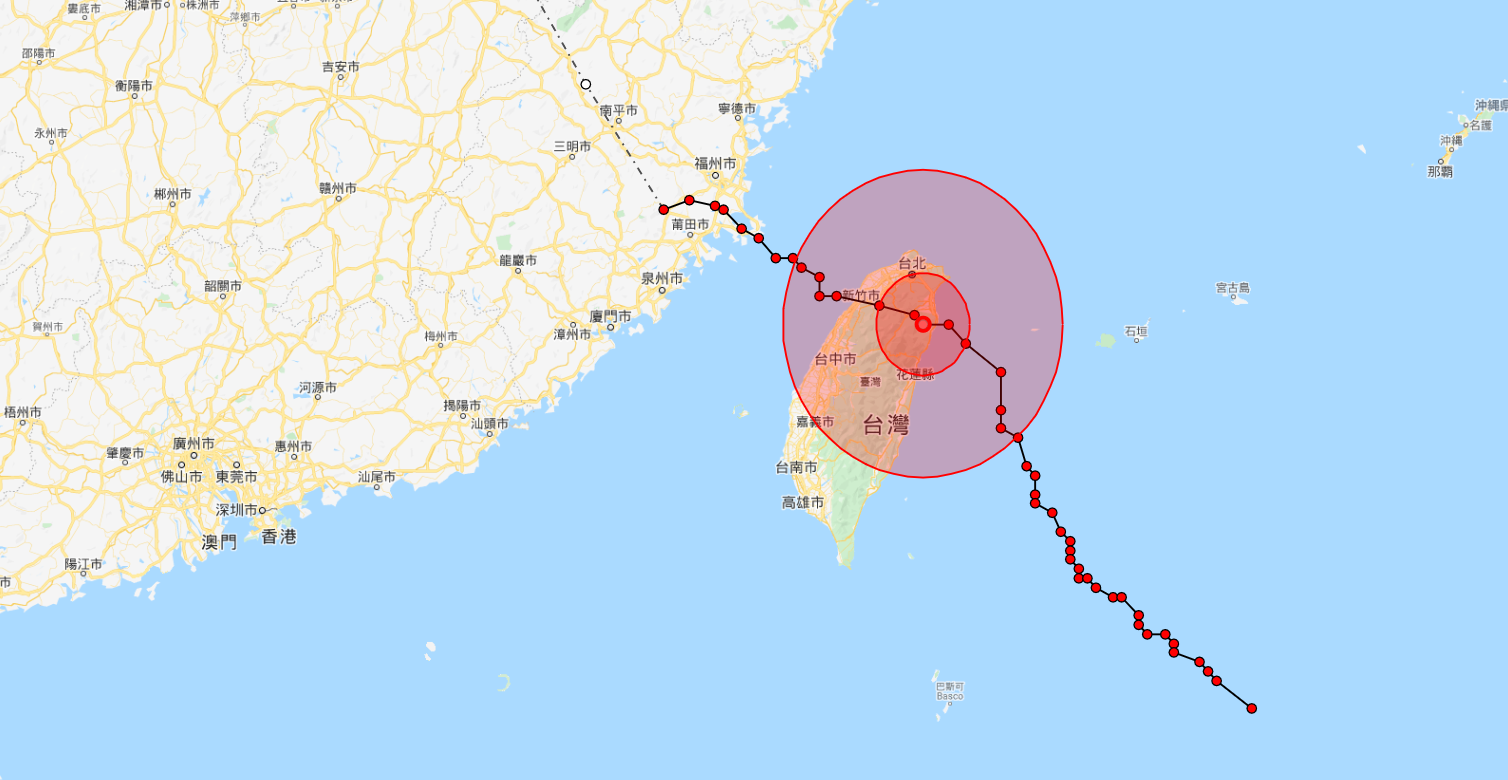 婁底市
湘潭市
株洲市
萍鄉市
邵陽市
吉安市
衡陽市
南平市
寧德市
沖縄県
名護
永州市
三明市
沖縄
福州市
那覇
郴州市
贛州市
莆田市
龍巖市
台北
泉州市
韶關市
新竹市
宮古島
賀州市
廈門市
漳州市
梅州市
石垣
台中市
花蓮縣
臺灣
河源市
揭陽市
梧州市
汕頭市
嘉義市
台灣
廣州市
惠州市
肇慶市
台南市
佛山市
東莞市
汕尾市
高雄市
深圳市
香港
澳門
陽江市
市
巴斯可
Basco